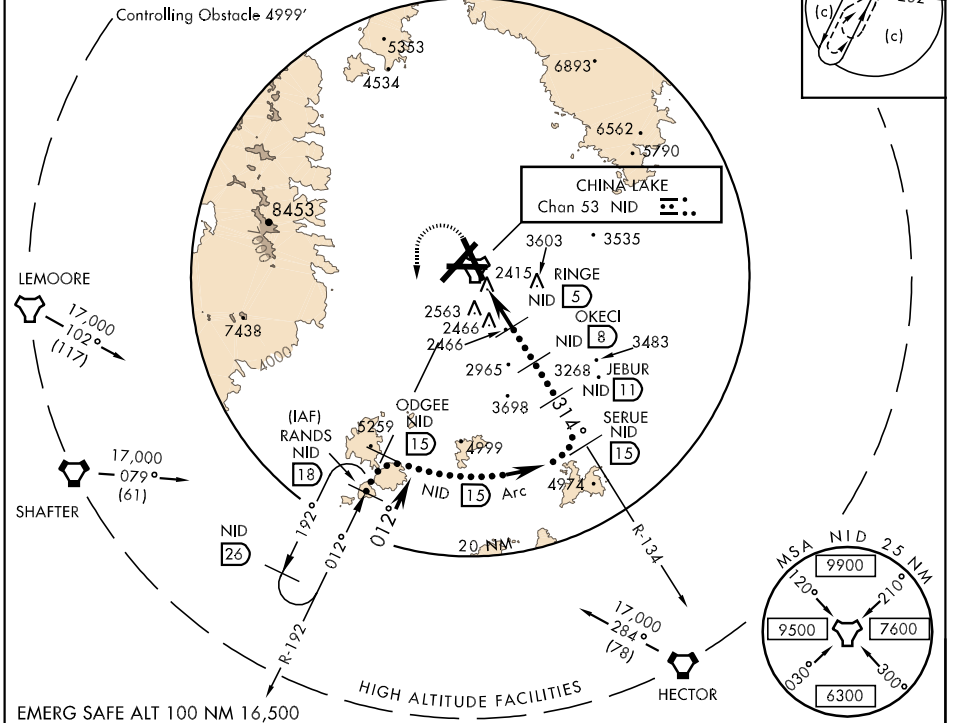 Controlling Obstacle 4999'
(c)
(c)
5353
4534
6893
6562
5790
CHINA LAKE
Chan 53 NID
8453
3603
3535
2415
RINGE
NID 5
2563
2466
2466
OKECI
NID 8
3483
LEMOORE
17,000
102°
(117)
7438
4000
2965
3268
JEBUR
NID 11
3698
314°
(IAF)
RANDS
NID
18
ODGEE
NID
15
5259
4999
SERUE
NID
15
SHAFTER
17,000
079°
(61)
NID 15 Arc
4974
NID
26
192°
012°
012°
20 NM
R-134
R-192
17,000
284°
(78)
HECTOR
HIGH ALTITUDE FACILITIES
MSA NID 25 NM
9900
120°
210°
9500
7600
030°
300°
6300
EMERG SAFE ALT 100 NM 16,500